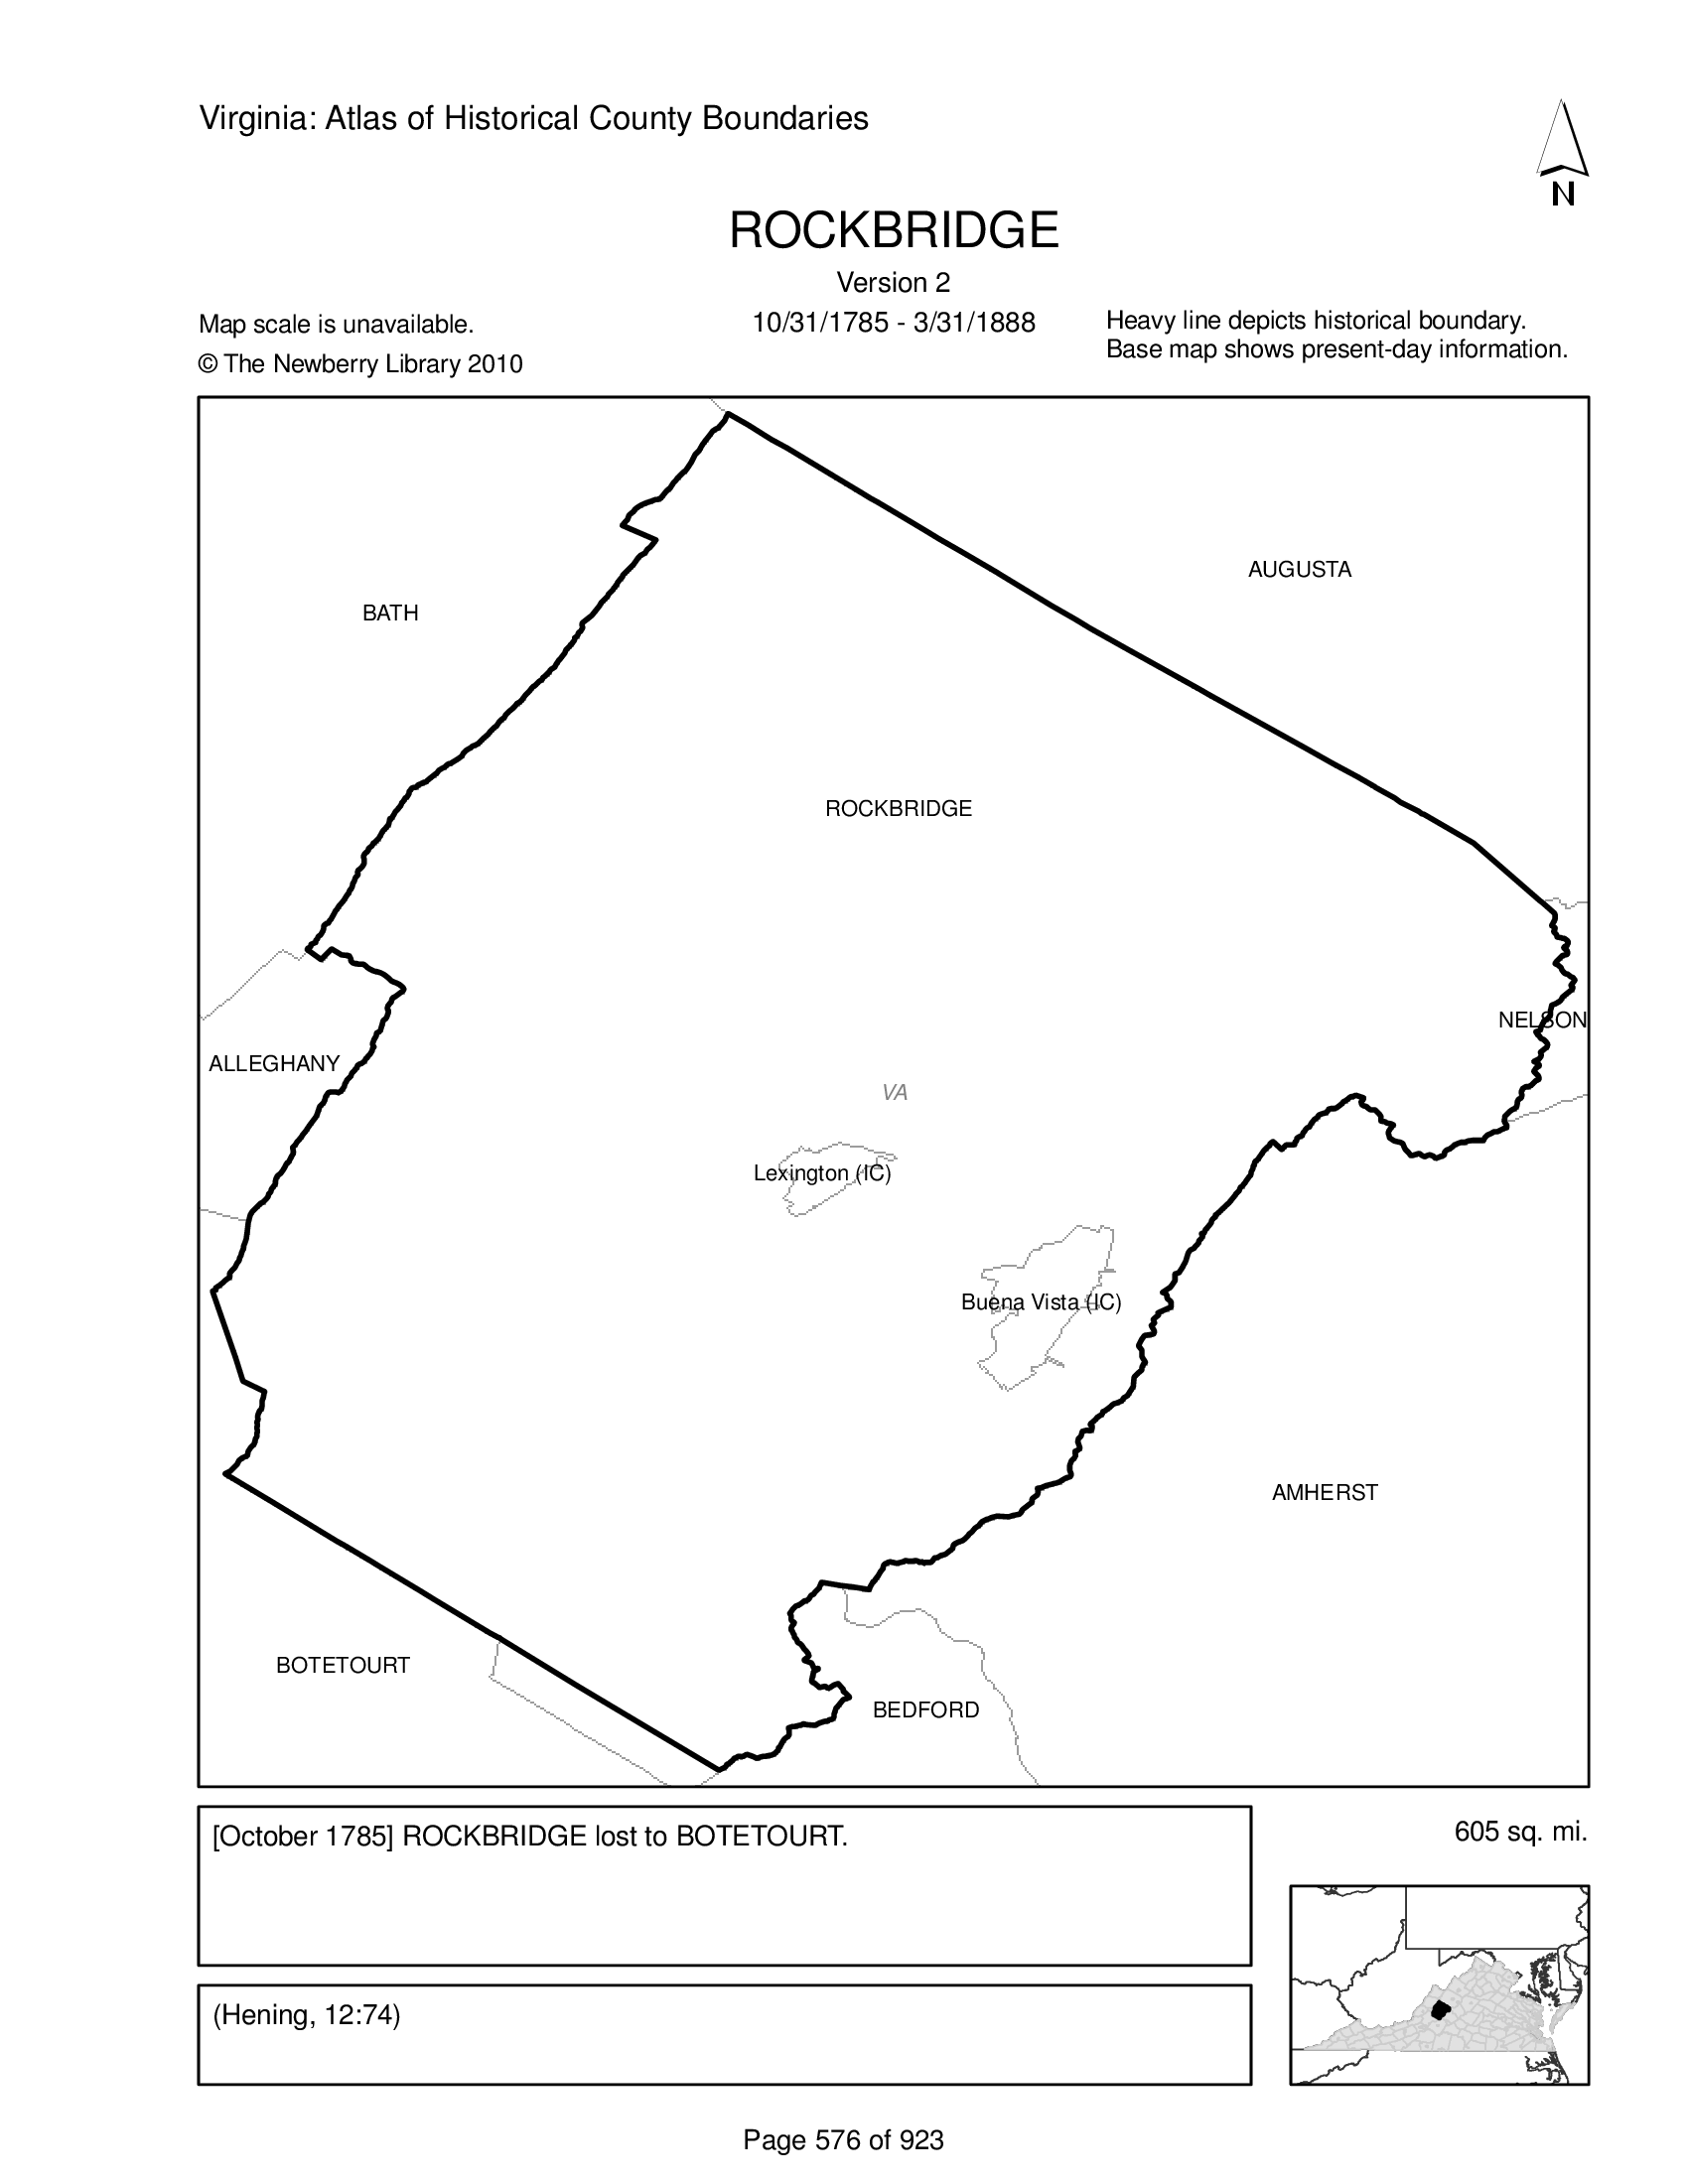 Virginia: Atlas of Historical County Boundaries
N
ROCKBRIDGE
Version 2
10/31/1785 - 3/31/1888
Map scale is unavailable.
© The Newberry Library 2010
Heavy line depicts historical boundary.
Base map shows present-day information.
AUGUSTA
BATH
ROCKBRIDGE
NELSON
ALLEGHANY
VA
Lexington (IC)
Buena Vista (IC)
AMHERST
BOTETOURT
BEDFORD
[October 1785] ROCKBRIDGE lost to BOTETOURT.
605 sq. mi.
(Hening, 12:74)
Page 576 of 923